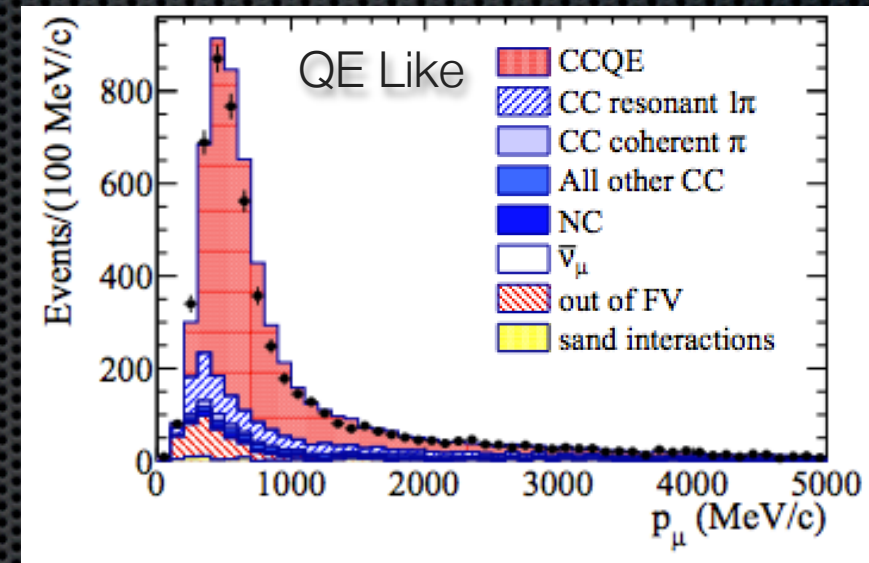 QE Like
Events/(100 MeV/c)
800
600
400
200
0
CCQE
CC resonant 1π
CC coherent π
All other CC
NC
ν̅μ
out of FV
sand interactions
0 1000 2000 3000 4000 5000
pμ (MeV/c)